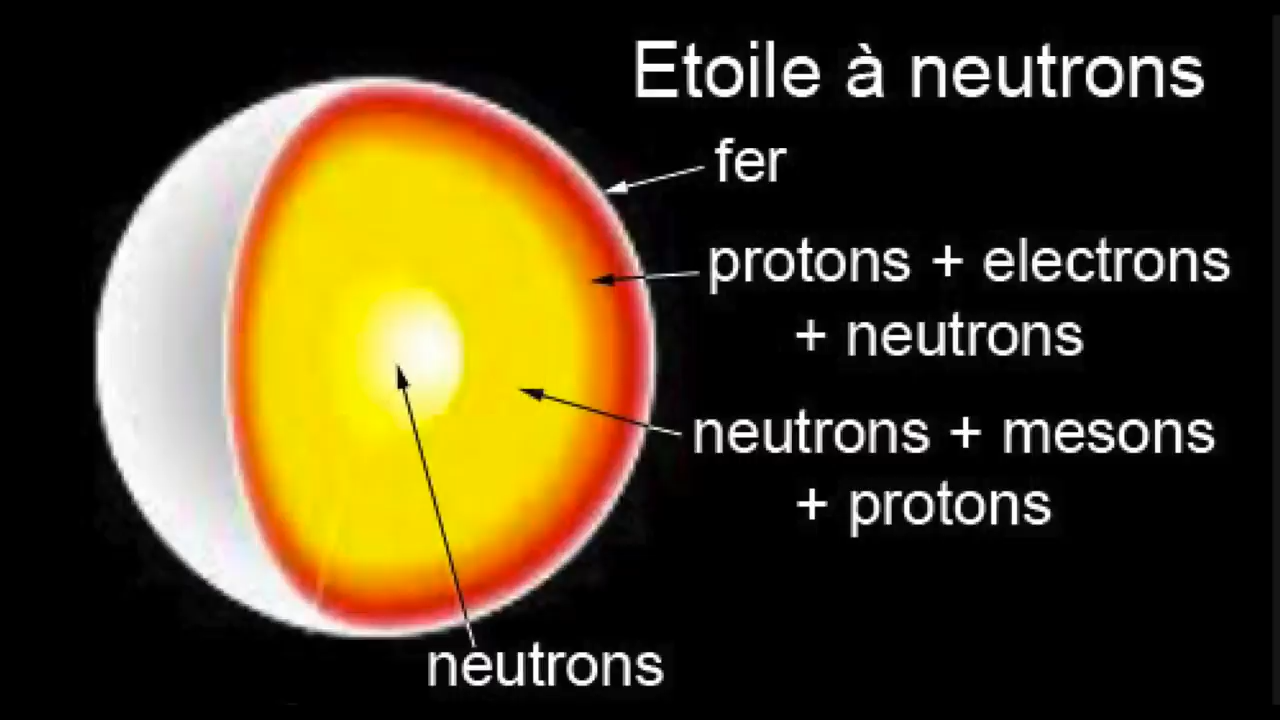 Etoile à neutrons
fer
protons + electrons
+ neutrons
neutrons + mesons
+ protons
neutrons